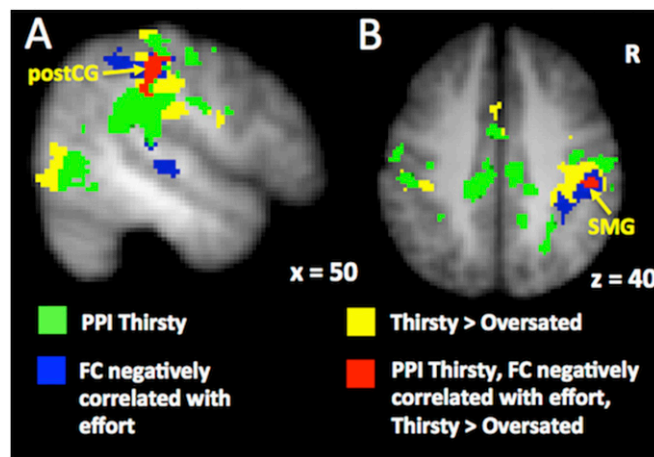 A
B
R
postCG
SMG
x = 50
z = 40
PPI Thirsty
Thirsty > Oversated
FC negatively
correlated with
effort
PPI Thirsty, FC negatively
correlated with effort,
Thirsty > Oversated